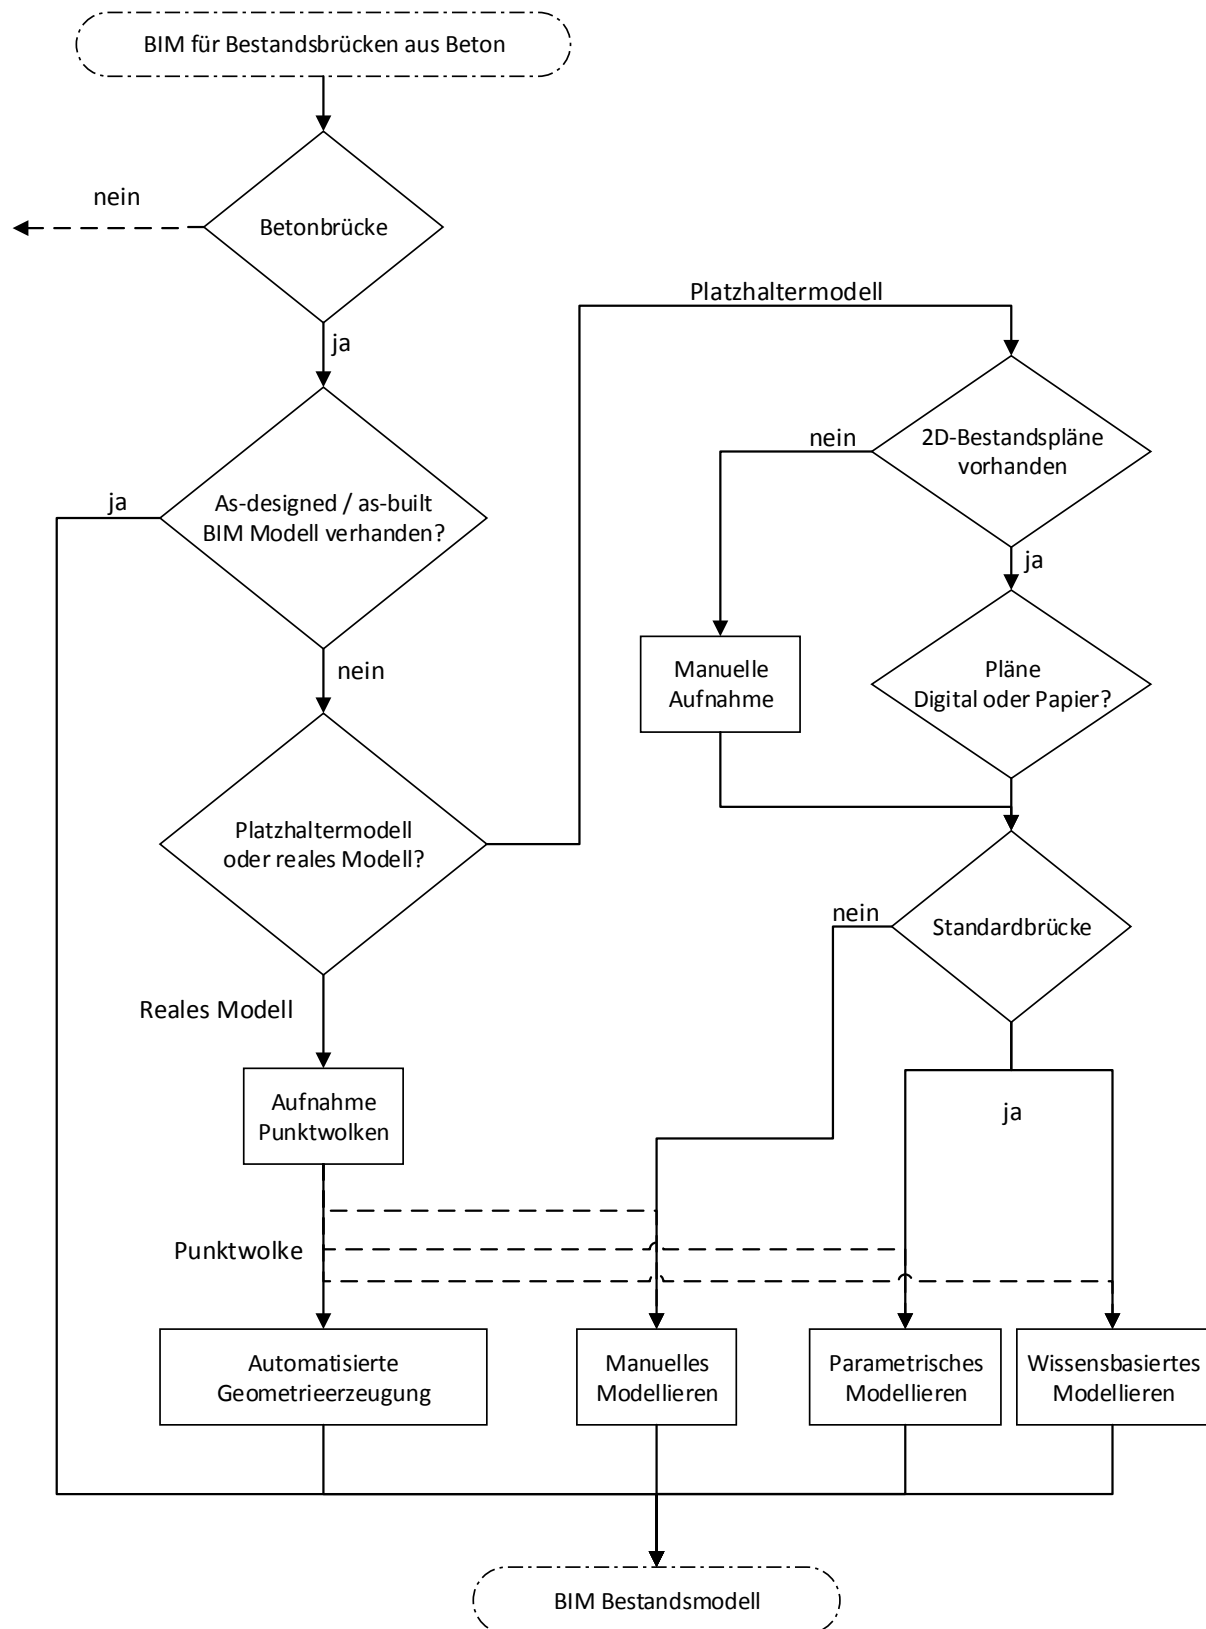 BIM für Bestandsbrücken aus Beton
nein
Betonbrücke
ja
Platzhaltermodell
nein
2D-Bestandspläne
vorhanden
ja
As-designed / as-built
BIM Modell verhanden?
ja
nein
Manuelle
Aufnahme
Pläne
Digital oder Papier?
Platzhaltermodell
oder reales Modell?
nein
Standardbrücke
Reales Modell
Aufnahme
Punktwolken
ja
Punktwolke
Automatisierte
Geometrieerzeugung
Manuelles
Modellieren
Parametrisches
Modellieren
Wissensbasiertes
Modellieren
BIM Bestandsmodell